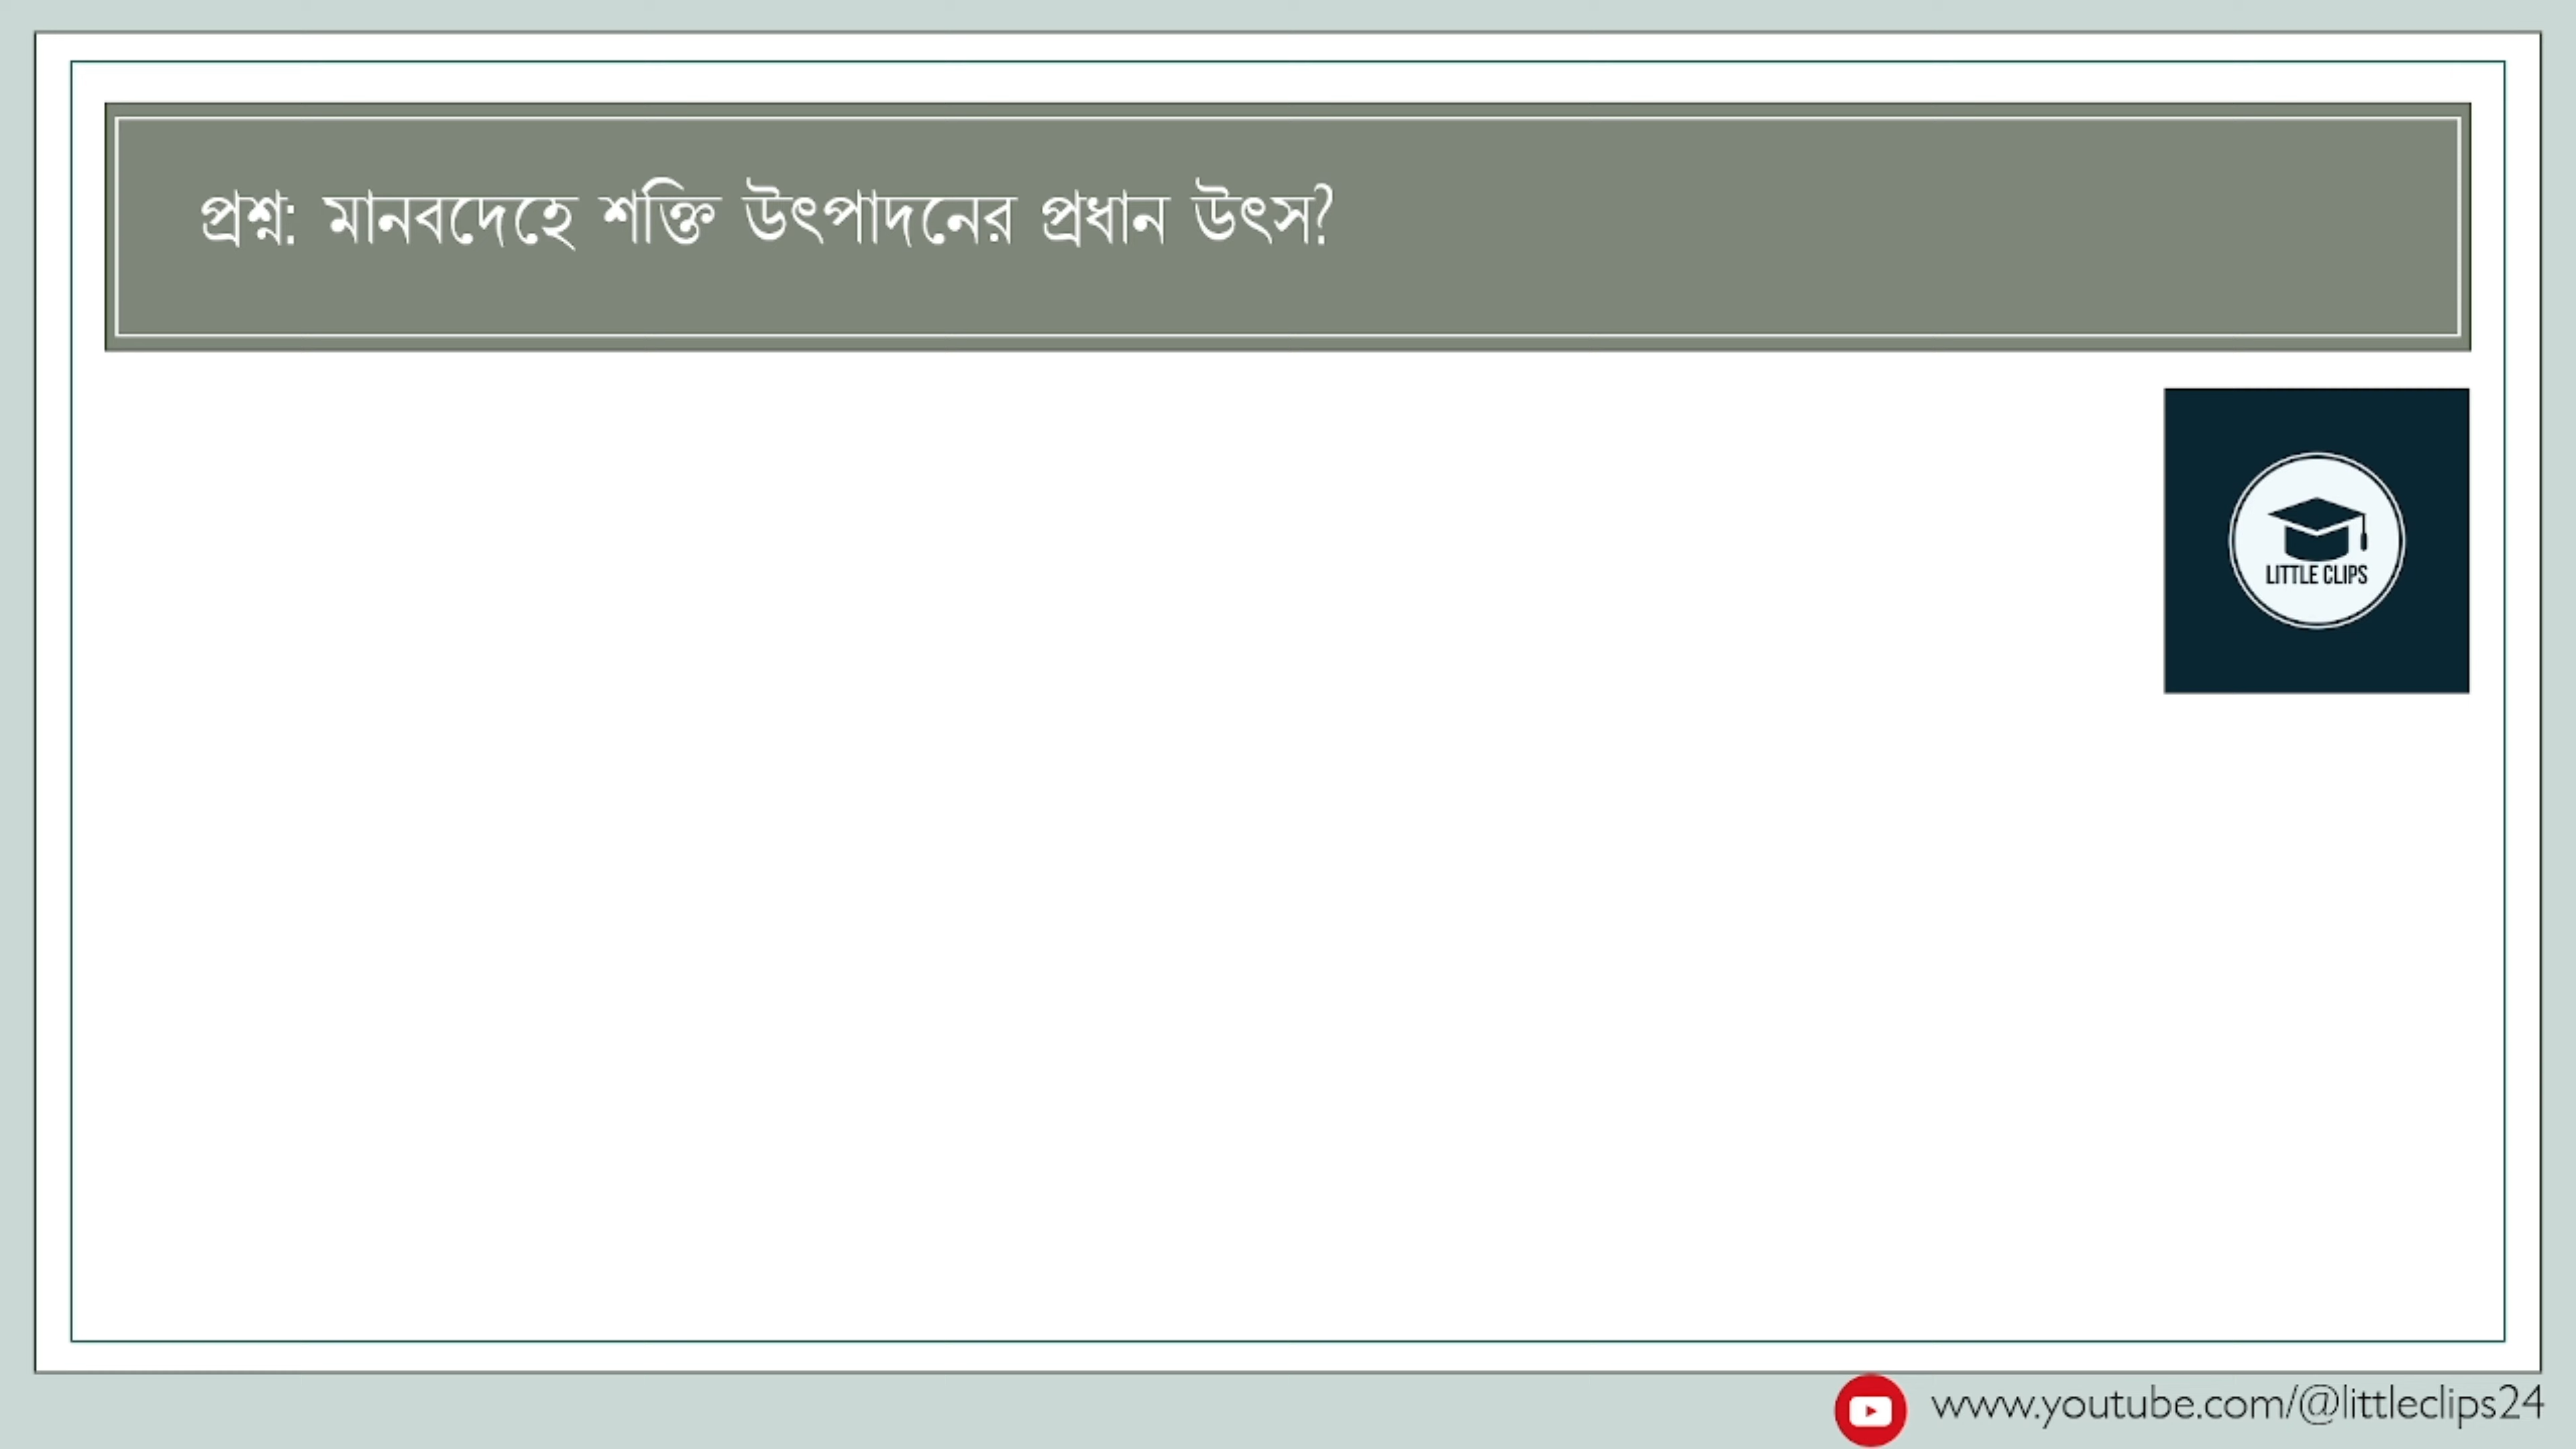 প্রশ্ন: মানবদেহে শক্তি উৎপাদনের প্রধান উৎস?
LITTLE CLIPS
www.youtube.com/@littleclips24